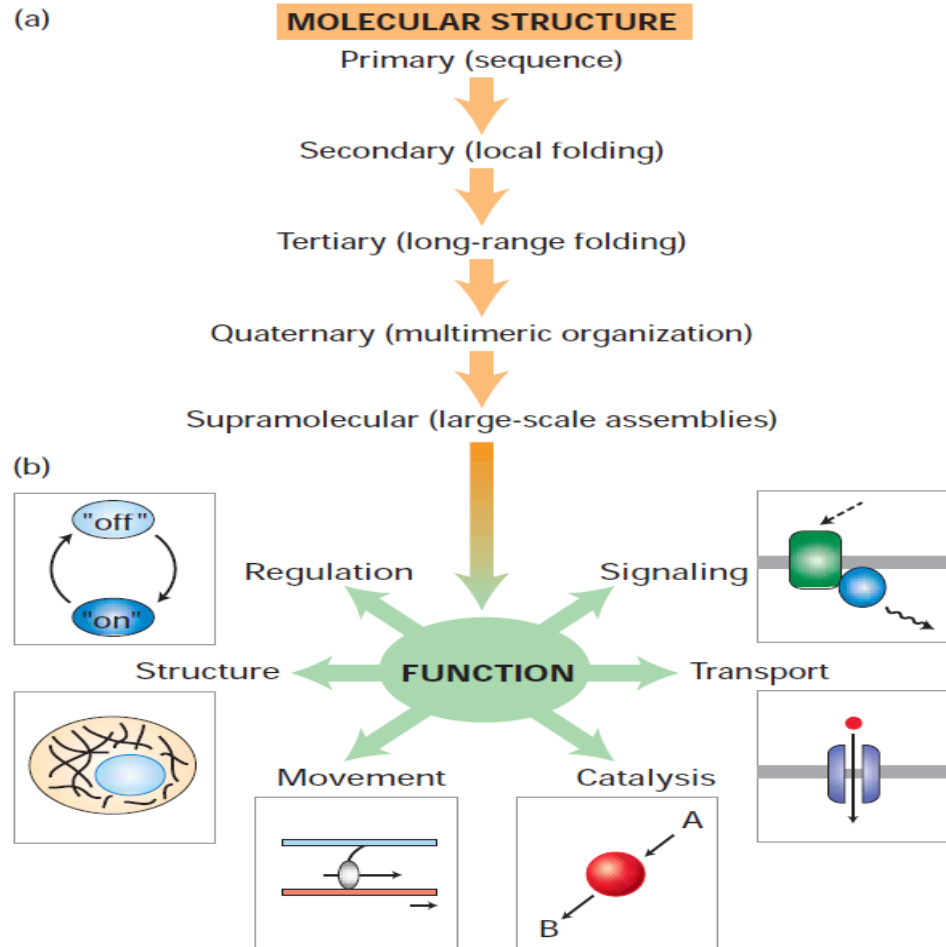 (a)
MOLECULAR STRUCTURE
Primary (sequence)
Secondary (local folding)
Tertiary (long-range folding)
Quaternary (multimeric organization)
Supramolecular (large-scale assemblies)
(b)
"off"
"on"
Regulation
Signaling
Structure
FUNCTION
Transport
Movement
Catalysis
A
B